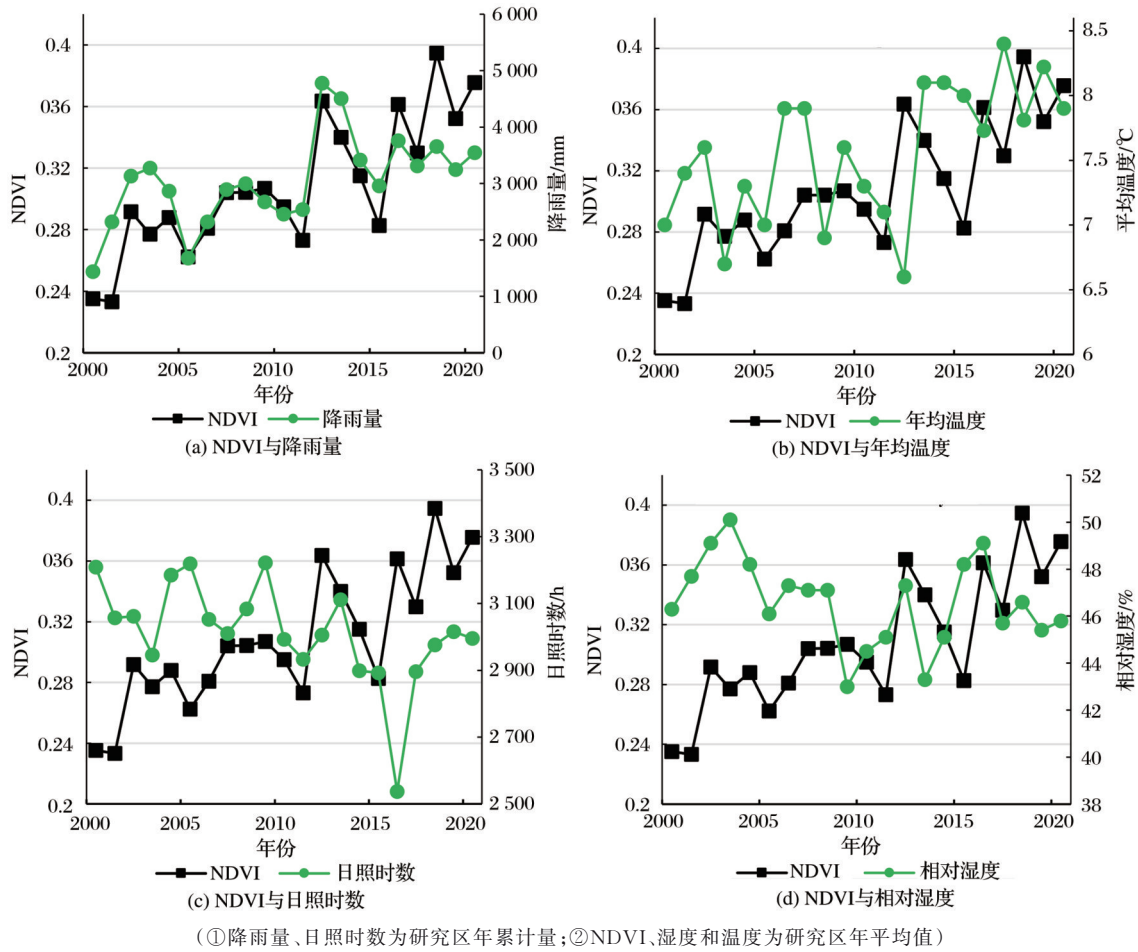 6 000
0.4
5 000
036
4 000
0.32
3 000
0.28
2 000
0.24
1 000
0.2
0
NDVI
降雨量/mm
2000 2005 2010 2015 2020
年份
NDVI 降雨量
(a) NDVI与降雨量
8.5
0.4
8
036
7.5
0.32
7
0.28
6.5
0.24
0.2
6
NDVI
平均温度/℃
2000 2005 2010 2015 2020
年份
NDVI 年均温度
(b) NDVI与年均温度
3 500
0.4
3 300
036
3 100
0.32
2 900
0.28
2 700
0.24
0.2
2 500
NDVI
日照时数/h
2000 2005 2010 2015 2020
年份
NDVI 日照时数
(c) NDVI与日照时数
52
0.4
50
0.36
48
0.32
46
44
0.28
42
0.24
40
0.2
38
NDVI
相对湿度/%
2000 2005 2010 2015 2020
年份
NDVI 相对湿度
(d) NDVI与相对湿度
(①降雨量、日照时数为研究区年累计量;②NDVI、湿度和温度为研究区年平均值)